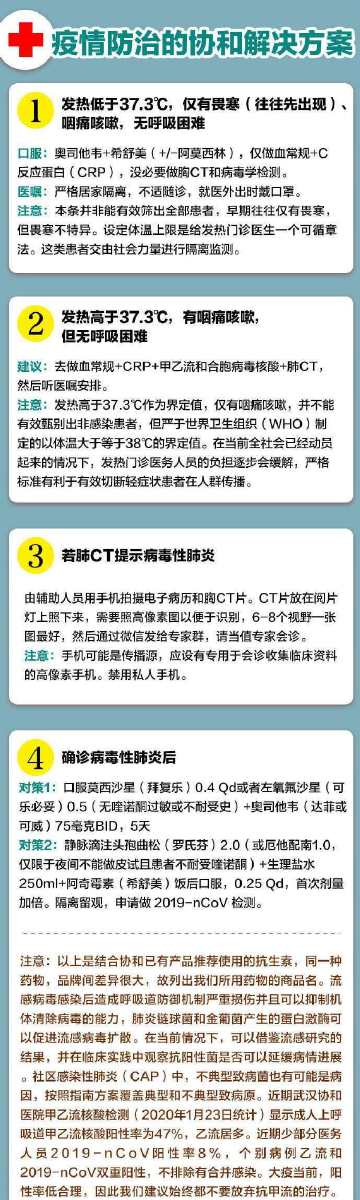 疫情防治的协和解决方案
1
发热低于37.3℃，仅有畏寒（往往先出现）、
咽痛咳嗽，无呼吸困难
口服：奥司他韦+希舒美（+/-阿莫西林），仅做血常规+C
反应蛋白（CRP），没必要做胸CT和病毒学检测。
医嘱：严格居家隔离，不适随诊，就医外出时戴口罩。
注意：本条并非能有效筛出全部患者，早期往往仅有畏寒，
但畏寒不特异。设定体温上限是给发热门诊医生一个可循章
法。这类患者交由社会力量进行隔离监测。
2
发热高于37.3℃，有咽痛咳嗽，
但无呼吸困难
建议：去做血常规+CRP+甲乙流和合胞病毒核酸+肺CT，
然后听医嘱安排。
注意：发热高于37.3℃作为界定值，仅有咽痛咳嗽，并不能
有效甄别出非感染患者，但严于世界卫生组织（WHO）制
定的以体温大于等于38℃的界定值。在当前全社会已经动员
起来的情况下，发热门诊医务人员的负担逐步会缓解，严格
标准有利于有效切断轻症状患者在人群传播。
3
若肺CT提示病毒性肺炎
由辅助人员用手机拍摄电子病历和胸CT片。CT片放在阅片
灯上照下来，需要照高像素图以便于识别，6-8个视野一张
图最好，然后通过微信发给专家群，请当值专家会诊。
注意：手机可能是传播源，应设有专用于会诊收集临床资料
的高像素手机。禁用私人手机。
4
确诊病毒性肺炎后
对策1：口服莫西沙星（拜复乐）0.4 Qd或者左氧氟沙星（可
乐必妥）0.5（无喹诺酮过敏或不耐受史）+奥司他韦（达菲或
可威）75毫克BID，5天
对策2：静脉滴注头孢曲松（罗氏芬）2.0（或厄他配南1.0，
仅限于夜间不能做皮试且患者不耐受喹诺酮）+生理盐水
250ml+阿奇霉素（希舒美）饭后口服，0.25 Qd，首次剂量
加倍。隔离留观，申请做 2019-nCoV 检测。
注意：以上是结合协和已有产品推荐使用的抗生素，同一种
药物，品牌间差异很大，故列出我们所用药物的商品名。流
感病毒感染后造成呼吸道防御机制严重损伤并且可以抑制机
体清除病毒的能力，肺炎链球菌和金葡菌产生的蛋白激酶可
以促进流感病毒扩散。在当前情况下，可以借鉴流感研究的
结果，并在临床实践中观察抗阳性菌是否可以延缓病情进展
。社区感染性肺炎（CAP）中，不典型致病菌也有可能是病
因，按照指南方案覆盖典型和不典型致病原。近期武汉协和
医院甲乙流核酸检测（2020年1月23日统计）显示成人上呼
吸道甲乙流核酸阳性率为47%，乙流居多。近期少部分医务
人员2019-nCoV阳性率8%，个别病例乙流和
2019-nCoV双重阳性，不排除有合并感染。大疫当前，阳
性率低合理，因此我们建议始终都不要放弃抗甲流的治疗。